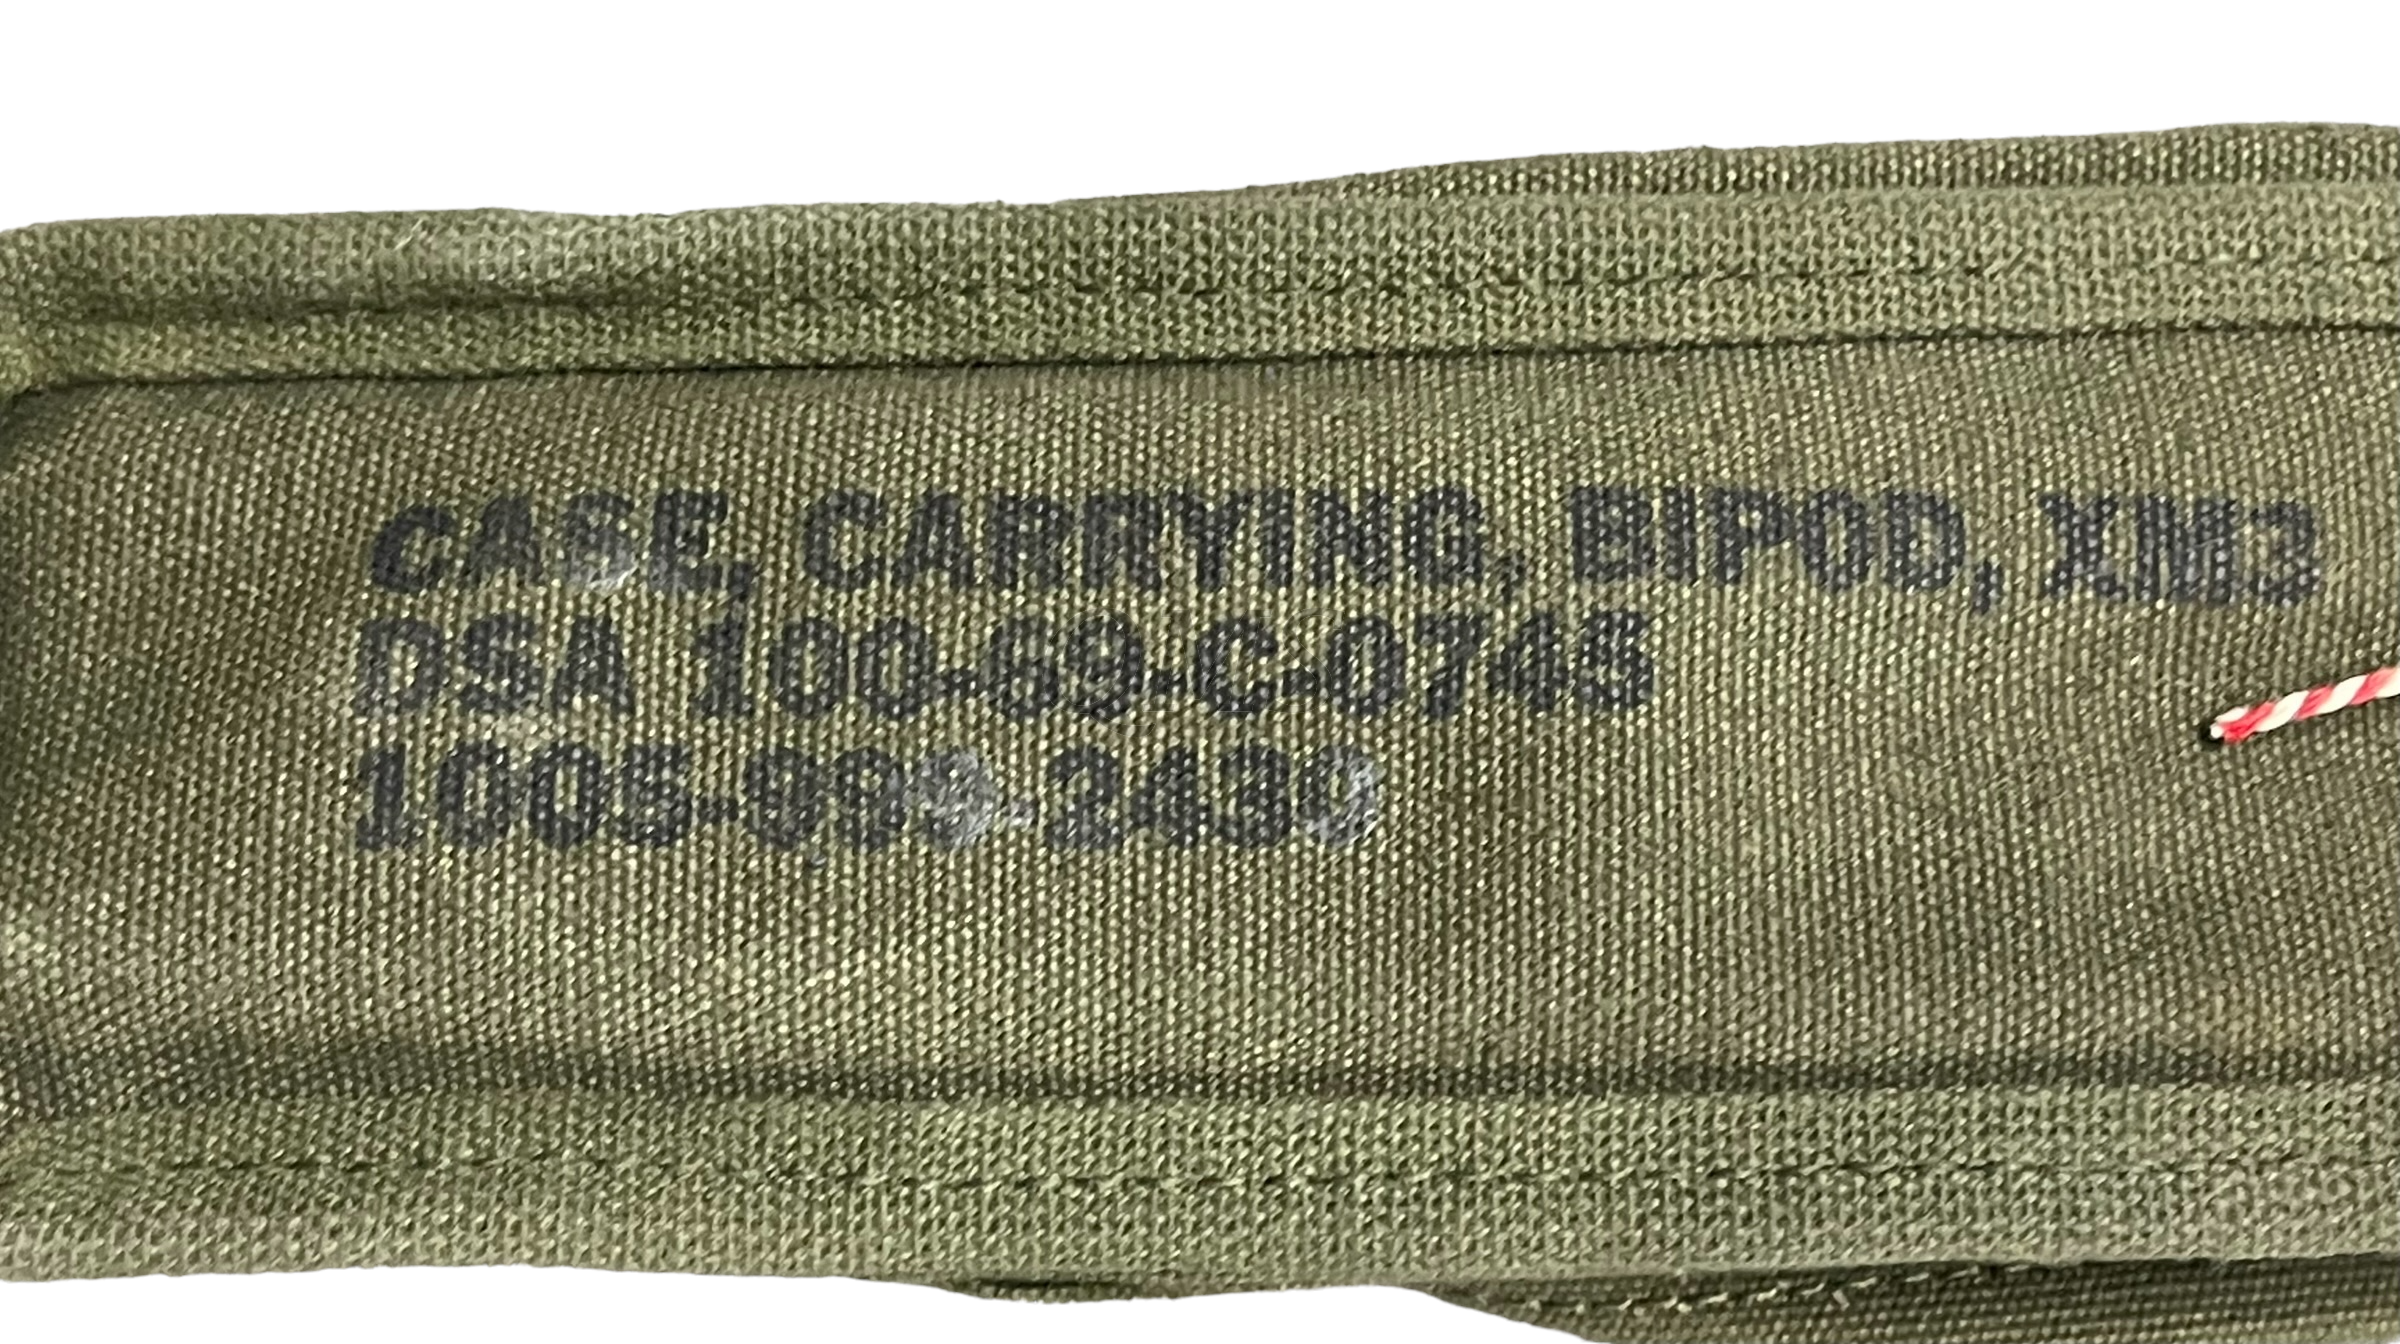 CASE, CARRYING, BIPOD, XM3
DSA 100-69-C-0745
1005-999-2430